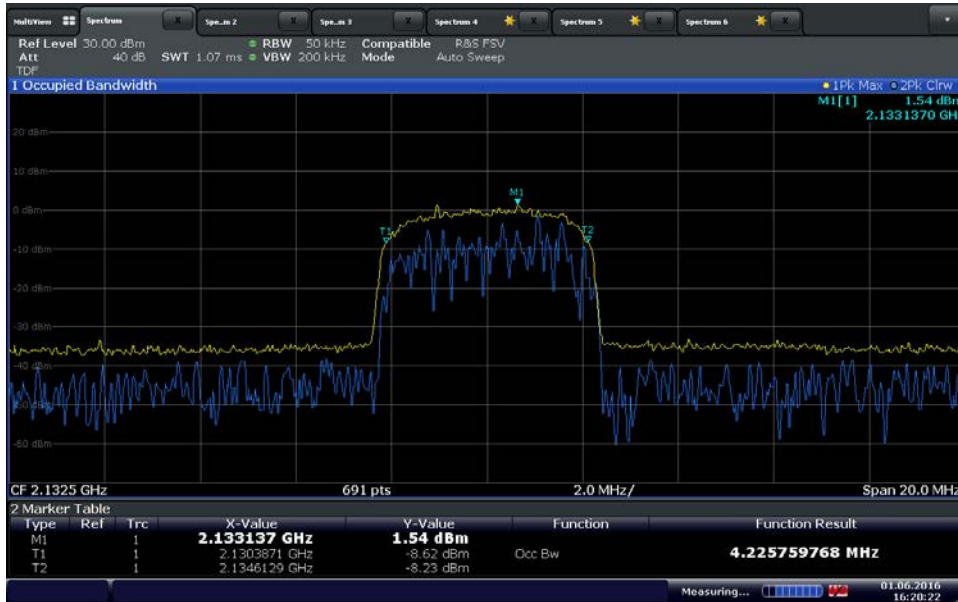 MultiView Spectrum X Spe...m 2 X Spe...m 3 X Spectrum 4 X Spectrum 5 X Spectrum 6 X
Ref Level 30.00 dBm RBW 50 kHz Compatible R&S FSV
Att 40 dB SWT 1.07 ms VBW 200 kHz Mode Auto Sweep
TDF
1 Occupied Bandwidth 1Pk Max 2Pk Clrw
M1[1] 1.54 dBm
2.1331370 GH
20 dBm
10 dBm
M1
0 dBm
T1 T2
-10 dBm
-20 dBm
-30 dBm
-40 dBm
-50 dBm
-60 dBm
CF 2.1325 GHz 691 pts 2.0 MHz/ Span 20.0 MHz
2 Marker Table
Type Ref Trc X-Value Y-Value Function Function Result
M1 1 2.133137 GHz 1.54 dBm
T1 1 2.1303871 GHz -8.62 dBm Occ Bw 4.225759768 MHz
T2 1 2.1346129 GHz -8.23 dBm
Measuring... 01.06.2016
16:20:22